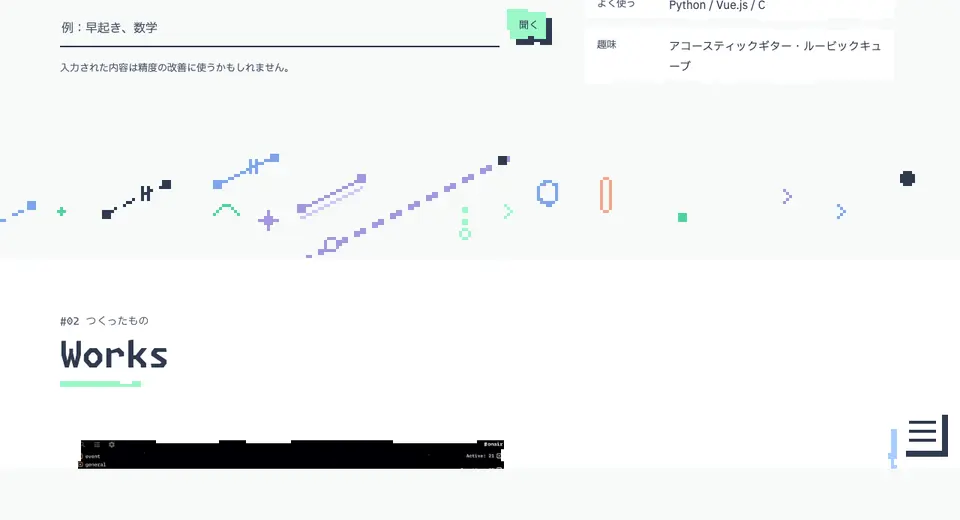 よく使う
Python / Vue.js / C
例：早起き、数学
聞く
趣味
アコースティックギター・ルービックキュ
ーブ
入力された内容は精度の改善に使うかもしれません。
#02 つくったもの
Works
#onair
event
Active: 21
general